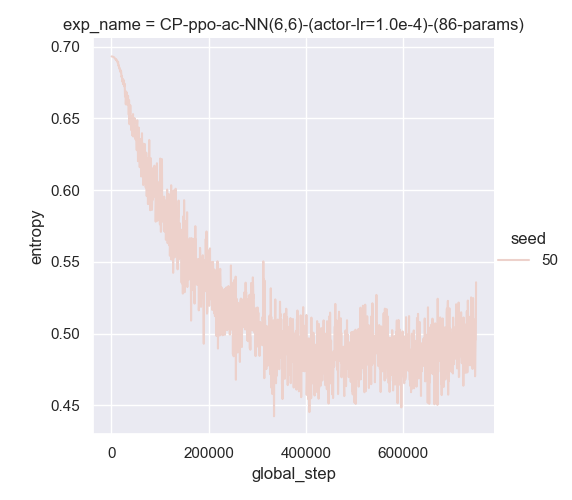 exp_name = CP-ppo-ac-NN(6,6)-(actor-lr=1.0e-4)-(86-params)
0.70
0.65
0.60
0.55
0.50
0.45
entropy
0
200000
400000
600000
global_step
seed
50